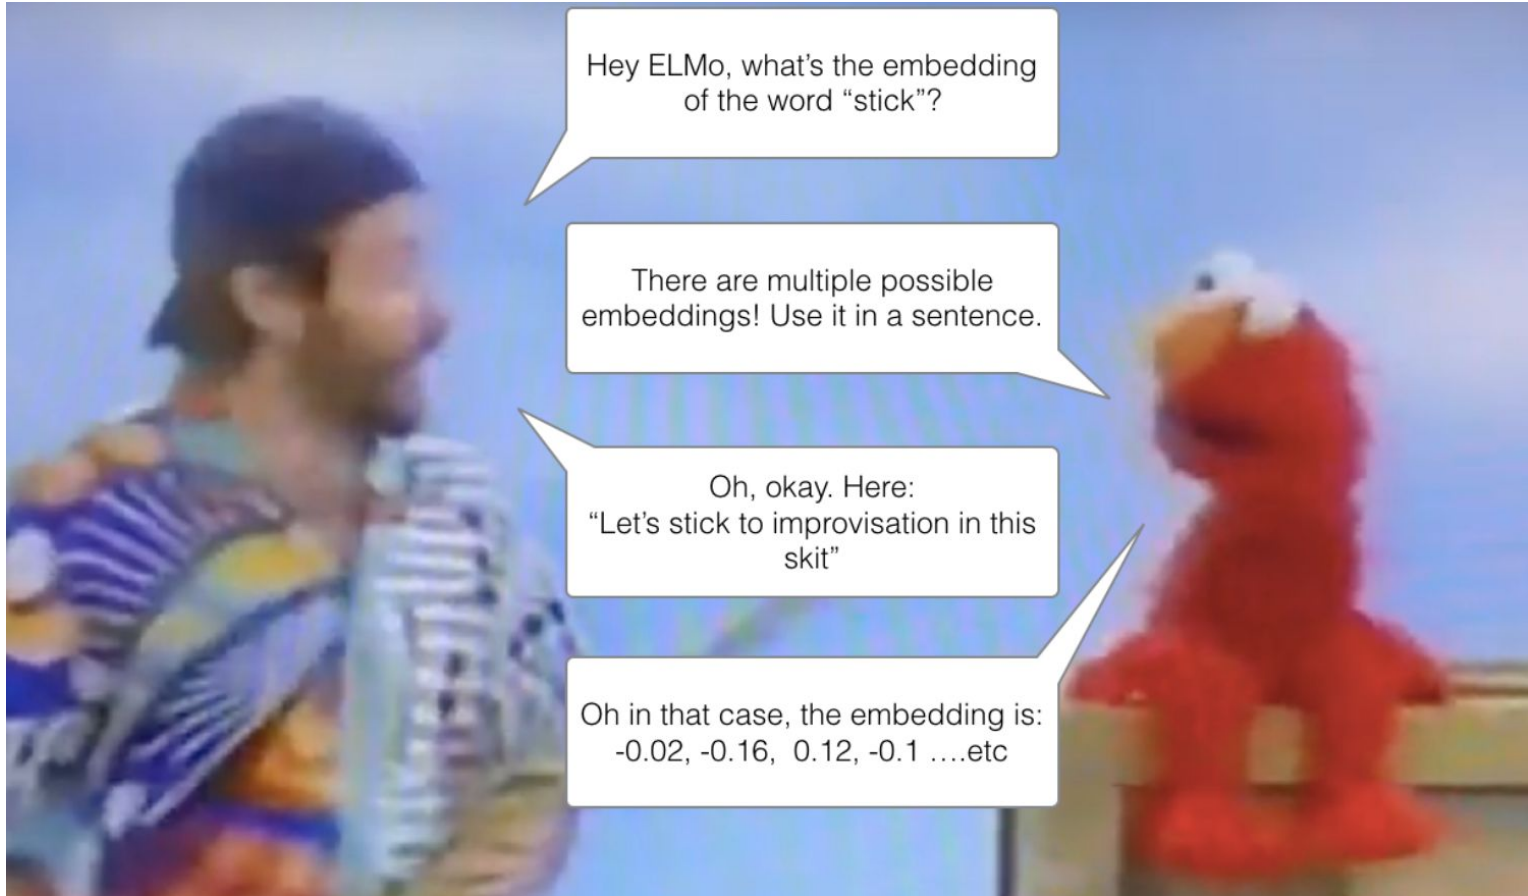 Hey ELMo, what’s the embedding
of the word “stick”?
There are multiple possible
embeddings! Use it in a sentence.
Oh, okay. Here:
“Let’s stick to improvisation in this
skit”
Oh in that case, the embedding is:
-0.02, -0.16, 0.12, -0.1 ….etc